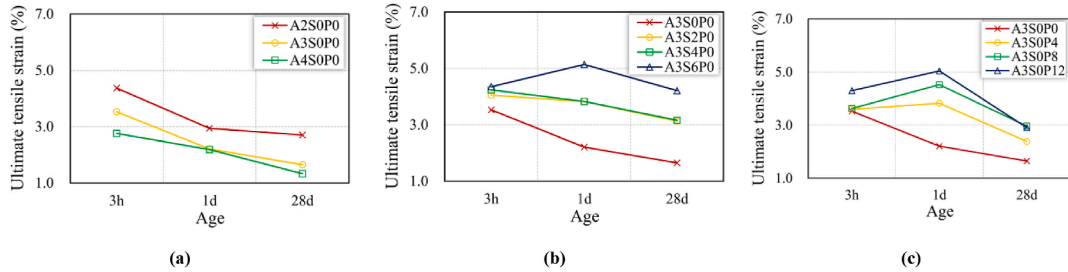 7.0
5.0
3.0
1.0
Ultimate tensile strain (%)
A2S0P0
A3S0P0
A4S0P0
3h 1d 28d
Age
(a)
7.0
5.0
3.0
1.0
Ultimate tensile strain (%)
A3S0P0
A3S2P0
A3S4P0
A3S6P0
3h 1d 28d
Age
(b)
7.0
5.0
3.0
1.0
Ultimate tensile strain (%)
A3S0P0
A3S0P4
A3S0P8
A3S0P12
3h 1d 28d
Age
(c)